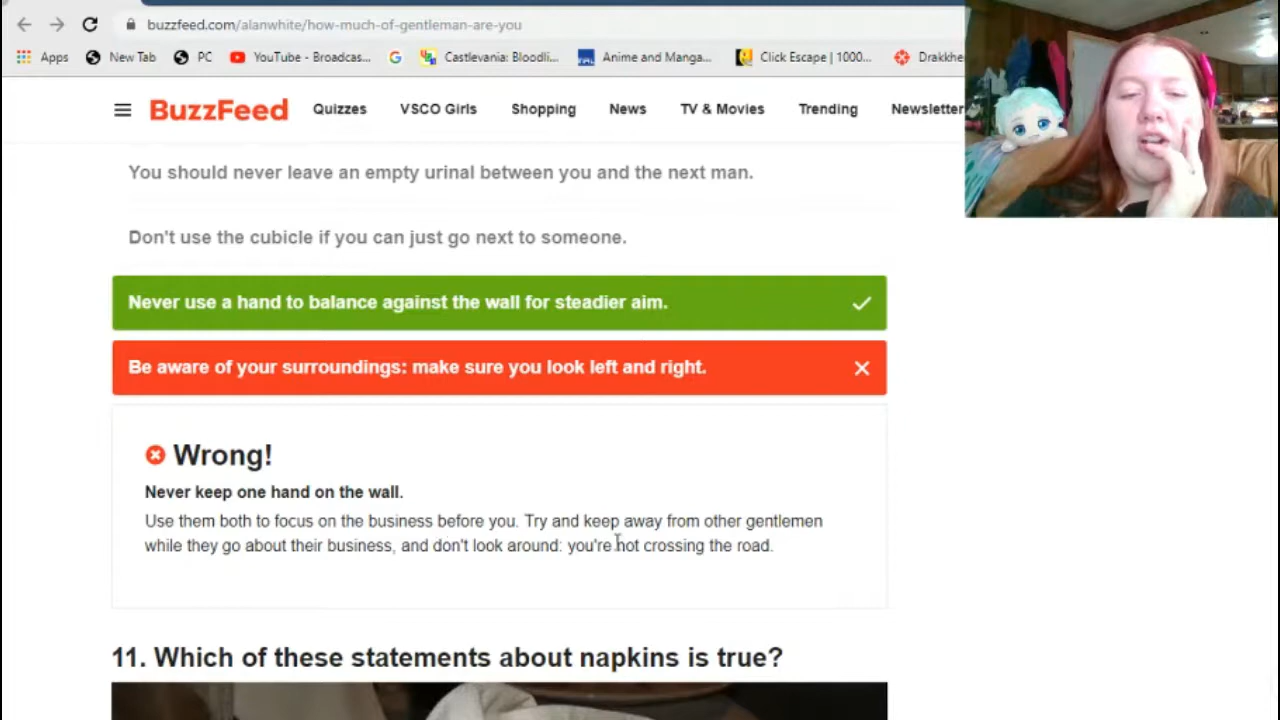 buzzfeed.com/alanwhite/how-much-of-gentleman-are-you
Apps New Tab PC YouTube - Broadcas... Castlevania: Bloodli... Anime and Manga... Click Escape | 1000... Drakkhe
BuzzFeed Quizzes VSCO Girls Shopping News TV & Movies Trending Newsletter
You should never leave an empty urinal between you and the next man.
Don't use the cubicle if you can just go next to someone.
Never use a hand to balance against the wall for steadier aim.
Be aware of your surroundings: make sure you look left and right.
Wrong!
Never keep one hand on the wall.
Use them both to focus on the business before you. Try and keep away from other gentlemen
while they go about their business, and don't look around: you're not crossing the road.
11. Which of these statements about napkins is true?